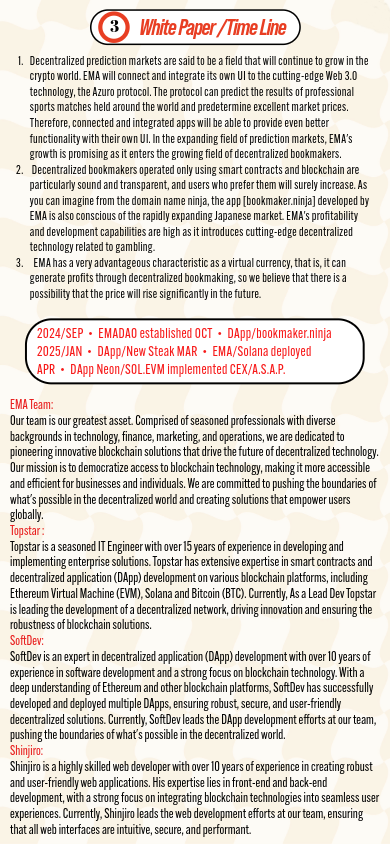 3 White Paper /Time Line
1. Decentralized prediction markets are said to be a field that will continue to grow in the
crypto world. EMA will connect and integrate its own UI to the cutting-edge Web 3.0
technology, the Azuro protocol. The protocol can predict the results of professional
sports matches held around the world and predetermine excellent market prices.
Therefore, connected and integrated apps will be able to provide even better
functionality with their own UI. In the expanding field of prediction markets, EMA's
growth is promising as it enters the growing field of decentralized bookmakers.
2. Decentralized bookmakers operated only using smart contracts and blockchain are
particularly sound and transparent, and users who prefer them will surely increase. As
you can imagine from the domain name ninja, the app [bookmaker.ninja] developed by
EMA is also conscious of the rapidly expanding Japanese market. EMA's profitability
and development capabilities are high as it introduces cutting-edge decentralized
technology related to gambling.
3. EMA has a very advantageous characteristic as a virtual currency, that is, it can
generate profits through decentralized bookmaking, so we believe that there is a
possibility that the price will rise significantly in the future.
2024/SEP • EMADAO established OCT • DApp/bookmaker.ninja
2025/JAN • DApp/New Steak MAR • EMA/Solana deployed
APR • DApp Neon/SOL.EVM implemented CEX/A.S.A.P.
EMA Team:
Our team is our greatest asset. Comprised of seasoned professionals with diverse
backgrounds in technology, finance, marketing, and operations, we are dedicated to
pioneering innovative blockchain solutions that drive the future of decentralized technology.
Our mission is to democratize access to blockchain technology, making it more accessible
and efficient for businesses and individuals. We are committed to pushing the boundaries of
what's possible in the decentralized world and creating solutions that empower users
globally.
Topstar :
Topstar is a seasoned IT Engineer with over 15 years of experience in developing and
implementing enterprise solutions. Topstar has extensive expertise in smart contracts and
decentralized application (DApp) development on various blockchain platforms, including
Ethereum Virtual Machine (EVM), Solana and Bitcoin (BTC). Currently, As a Lead Dev Topstar
is leading the development of a decentralized network, driving innovation and ensuring the
robustness of blockchain solutions.
SoftDev:
SoftDev is an expert in decentralized application (DApp) development with over 10 years of
experience in software development and a strong focus on blockchain technology. With a
deep understanding of Ethereum and other blockchain platforms, SoftDev has successfully
developed and deployed multiple DApps, ensuring robust, secure, and user-friendly
decentralized solutions. Currently, SoftDev leads the DApp development efforts at our team,
pushing the boundaries of what's possible in the decentralized world.
Shinjiro:
Shinjiro is a highly skilled web developer with over 10 years of experience in creating robust
and user-friendly web applications. His expertise lies in front-end and back-end
development, with a strong focus on integrating blockchain technologies into seamless user
experiences. Currently, Shinjiro leads the web development efforts at our team, ensuring
that all web interfaces are intuitive, secure, and performant.